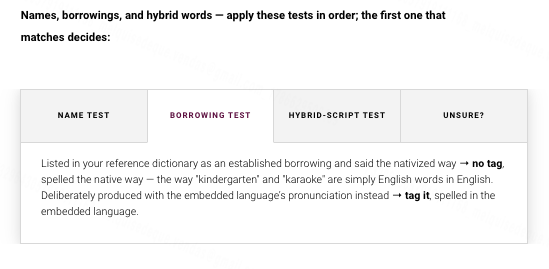 Names, borrowings, and hybrid words — apply these tests in order; the first one that
matches decides:
NAME TEST
BORROWING TEST
HYBRID-SCRIPT TEST
UNSURE?
Listed in your reference dictionary as an established borrowing and said the nativized way → no tag,
spelled the native way — the way "kindergarten" and "karaoke" are simply English words in English.
Deliberately produced with the embedded language's pronunciation instead → tag it, spelled in the
embedded language.